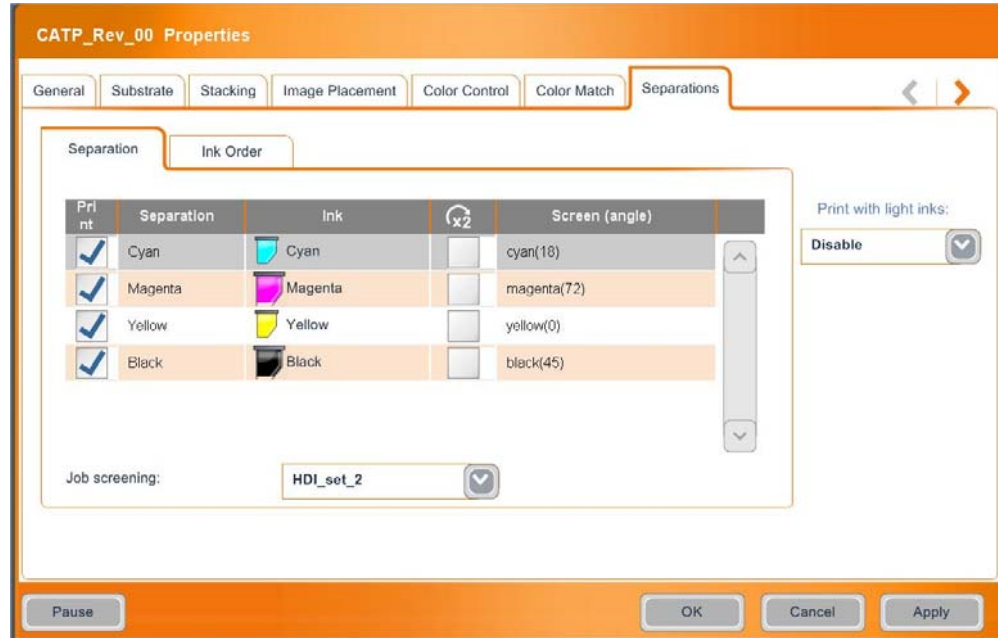 CATP_Rev_00 Properties
General Substrate Stacking Image Placement Color Control Color Match Separations
Separation Ink Order
Pri
nt Separation Ink x2 Screen (angle)
Cyan Cyan cyan(18)
Magenta Magenta magenta(72)
Yellow Yellow yellow(0)
Black Black black(45)
Job screening: HDI_set_2
Print with light inks:
Disable
Pause OK Cancel Apply